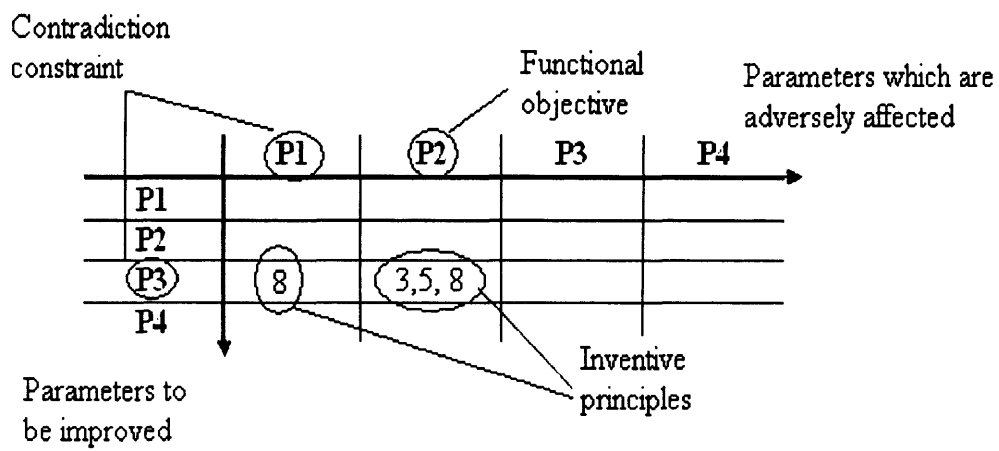 Contradiction
constraint
Functional
objective
Parameters which are
adversely affected
P1 P2 P3 P4
P1
P2
P3 8 3,5, 8
P4
Inventive
principles
Parameters to
be improved